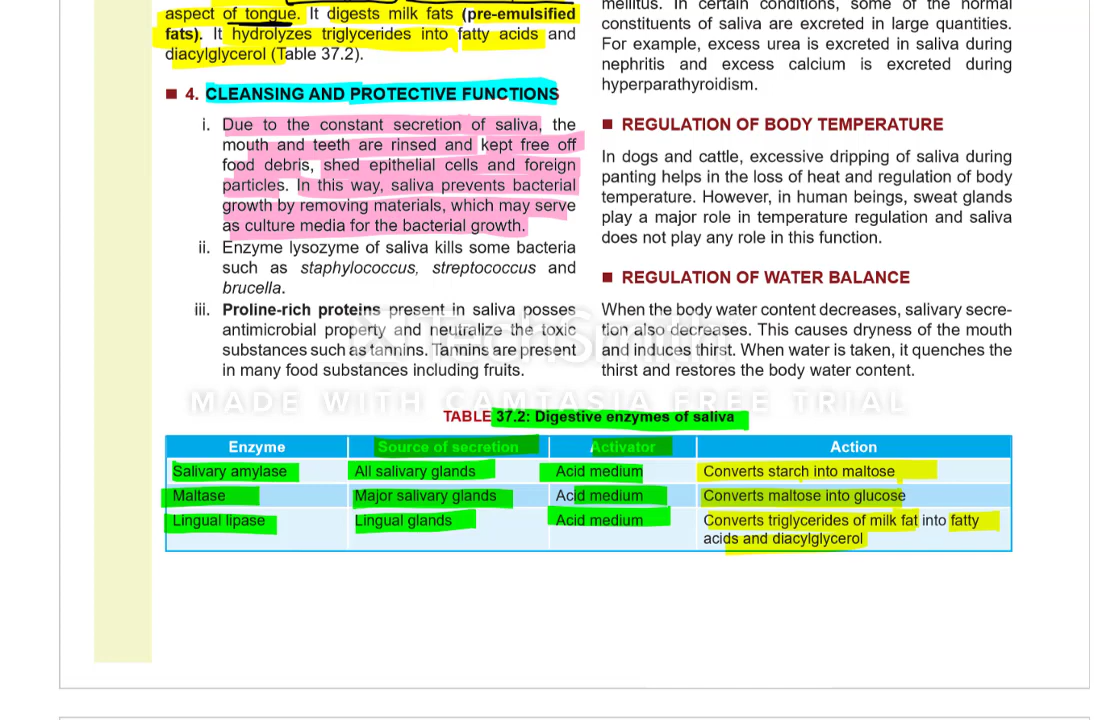 aspect of tongue. It digests milk fats (pre-emulsified
fats). It hydrolyzes triglycerides into fatty acids and
diacylglycerol (Table 37.2).
■ 4. CLEANSING AND PROTECTIVE FUNCTIONS
i. Due to the constant secretion of saliva, the
mouth and teeth are rinsed and kept free off
food debris, shed epithelial cells and foreign
particles. In this way, saliva prevents bacterial
growth by removing materials, which may serve
as culture media for the bacterial growth.
ii. Enzyme lysozyme of saliva kills some bacteria
such as staphylococcus, streptococcus and
brucella.
iii. Proline-rich proteins present in saliva posses
antimicrobial property and neutralize the toxic
substances such as tannins. Tannins are present
in many food substances including fruits.
mellitus. In certain conditions, some of the normal
constituents of saliva are excreted in large quantities.
For example, excess urea is excreted in saliva during
nephritis and excess calcium is excreted during
hyperparathyroidism.
■ REGULATION OF BODY TEMPERATURE
In dogs and cattle, excessive dripping of saliva during
panting helps in the loss of heat and regulation of body
temperature. However, in human beings, sweat glands
play a major role in temperature regulation and saliva
does not play any role in this function.
■ REGULATION OF WATER BALANCE
When the body water content decreases, salivary secre-
tion also decreases. This causes dryness of the mouth
and induces thirst. When water is taken, it quenches the
thirst and restores the body water content.
TechSmith
MADE WITH CAMTASIA FREE TRIAL
TABLE 37.2: Digestive enzymes of saliva
Enzyme Source of secretion Activator Action
Salivary amylase All salivary glands Acid medium Converts starch into maltose
Maltase Major salivary glands Acid medium Converts maltose into glucose
Lingual lipase Lingual glands Acid medium Converts triglycerides of milk fat into fatty
acids and diacylglycerol